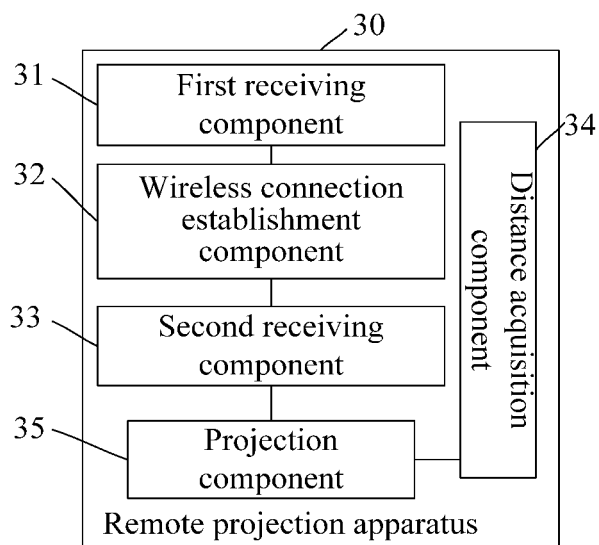 30
31
First receiving
component
32
Wireless connection
establishment
component
33
Second receiving
component
34
Distance acquisition
component
35
Projection
component
Remote projection apparatus